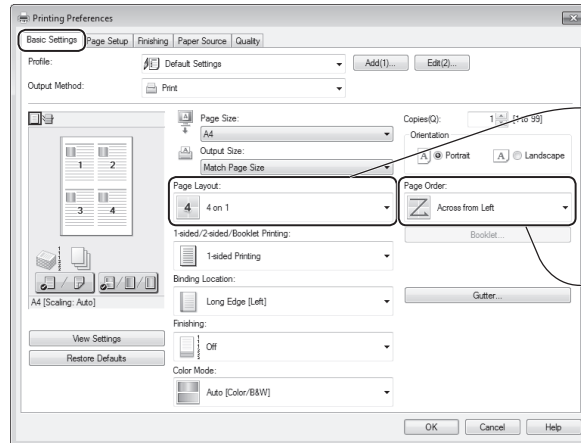 Printing Preferences
Basic Settings Page Setup Finishing Paper Source Quality
Profile: Default Settings Add(1)... Edit(2)...
Output Method: Print
Page Size:
A4
Output Size:
Match Page Size
Copies(Q): 1 [1 to 99]
Orientation
A Portrait A Landscape
1 2
3 4
Page Layout:
4 4 on 1
Page Order:
Across from Left
1-sided/2-sided/Booklet Printing:
1-sided Printing
Booklet...
A4 [Scaling: Auto]
Binding Location:
Long Edge [Left]
Gutter...
View Settings
Restore Defaults
Finishing:
Off
Color Mode:
Auto [Color/B&W]
OK Cancel Help